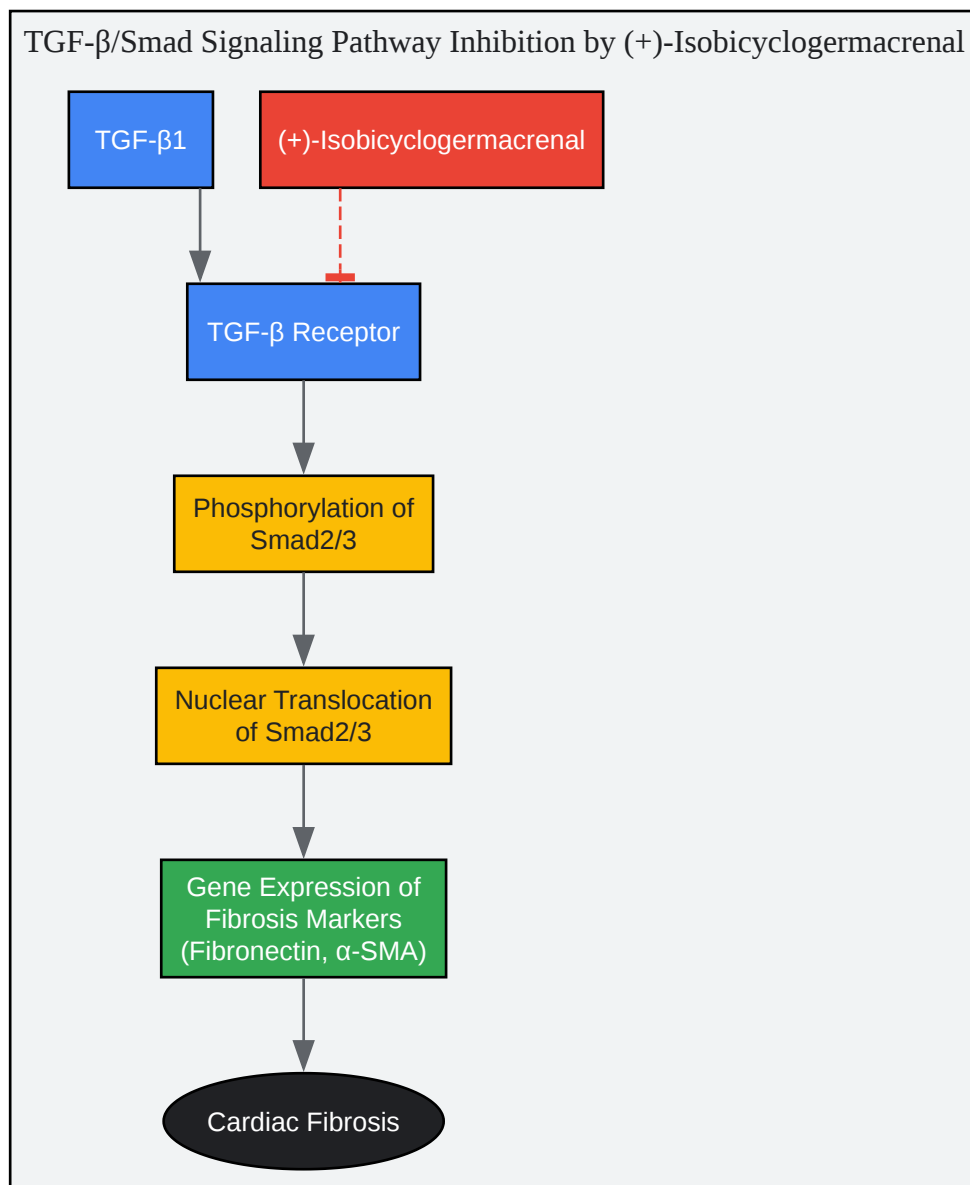 TGF-β/Smad Signaling Pathway Inhibition by (+)-Isobicyclogermacrenal
TGF-β1
(+)-Isobicyclogermacrenal
TGF-β Receptor
Phosphorylation of
Smad2/3
Nuclear Translocation
of Smad2/3
Gene Expression of
Fibrosis Markers
(Fibronectin, α-SMA)
Cardiac Fibrosis